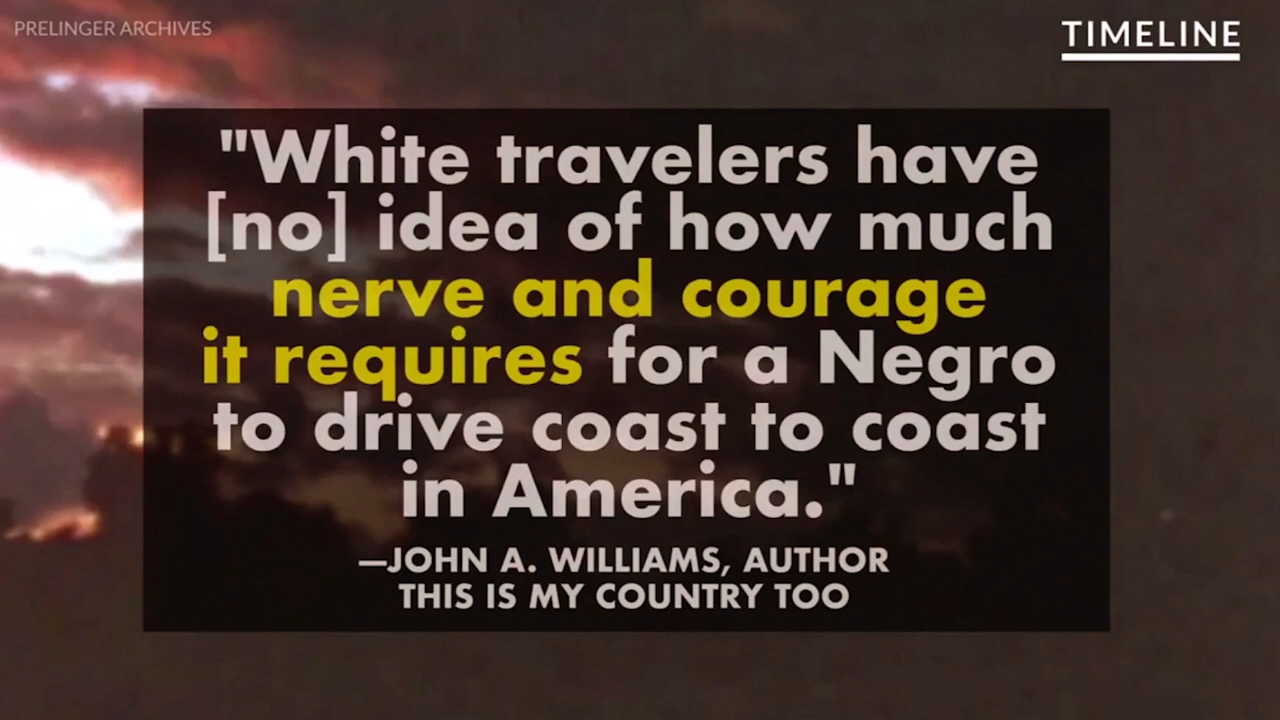 PRELINGER ARCHIVES
TIMELINE
"White travelers have
[no] idea of how much
nerve and courage
it requires for a Negro
to drive coast to coast
in America."
—JOHN A. WILLIAMS, AUTHOR
THIS IS MY COUNTRY TOO